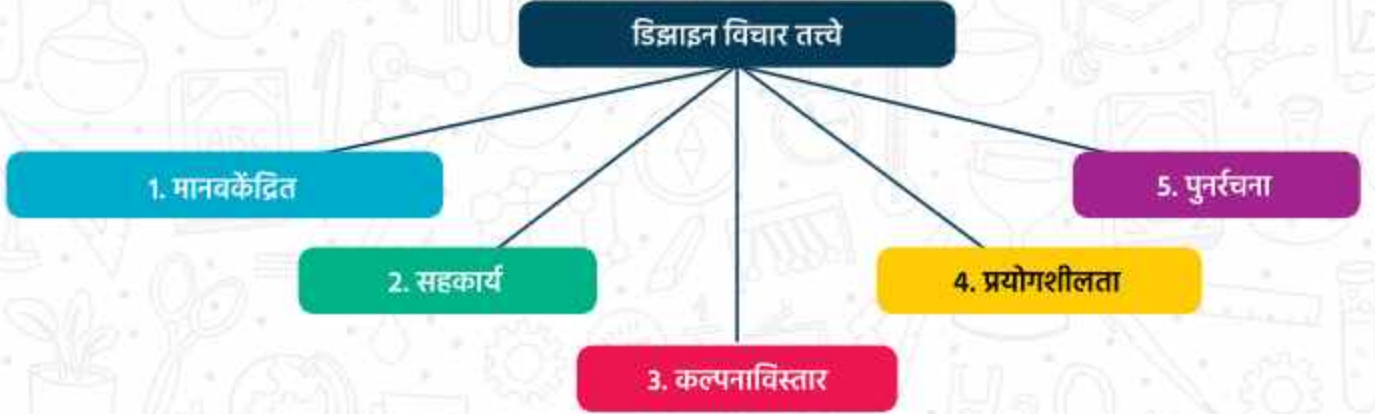 डिझाइन विचार तत्त्वे
1. मानवकेंद्रित
2. सहकार्य
3. कल्पनाविस्तार
4. प्रयोगशीलता
5. पुनर्रचना